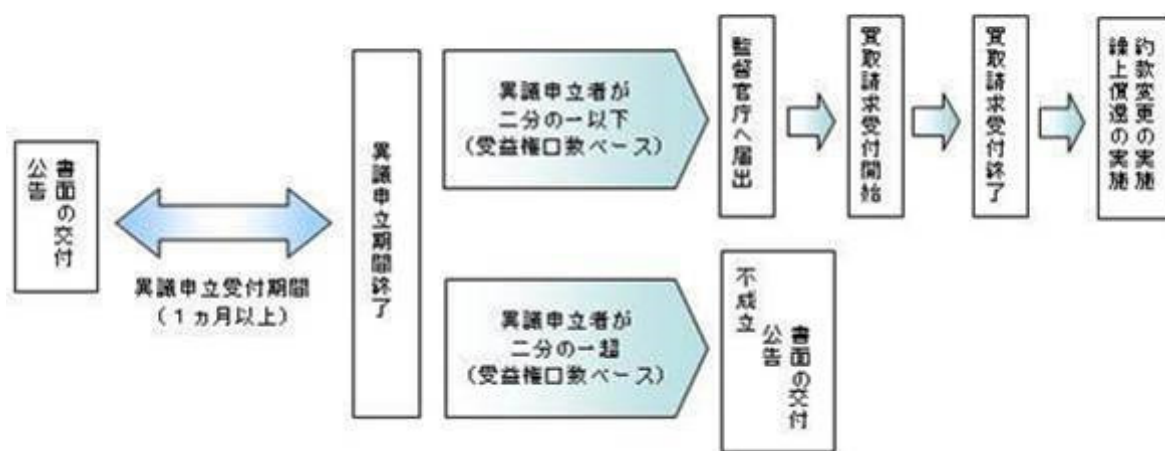 公告
書面の交付
異議申立受付期間
（１ヵ月以上）
異議申立期間終了
異議申立者が
二分の一以下
（受益権口数ベース）
監督官庁へ届出
買取請求受付開始
買取請求受付終了
約款変更の実施
繰上償還の実施
異議申立者が
二分の一超
（受益権口数ベース）
不成立
公告
書面の交付